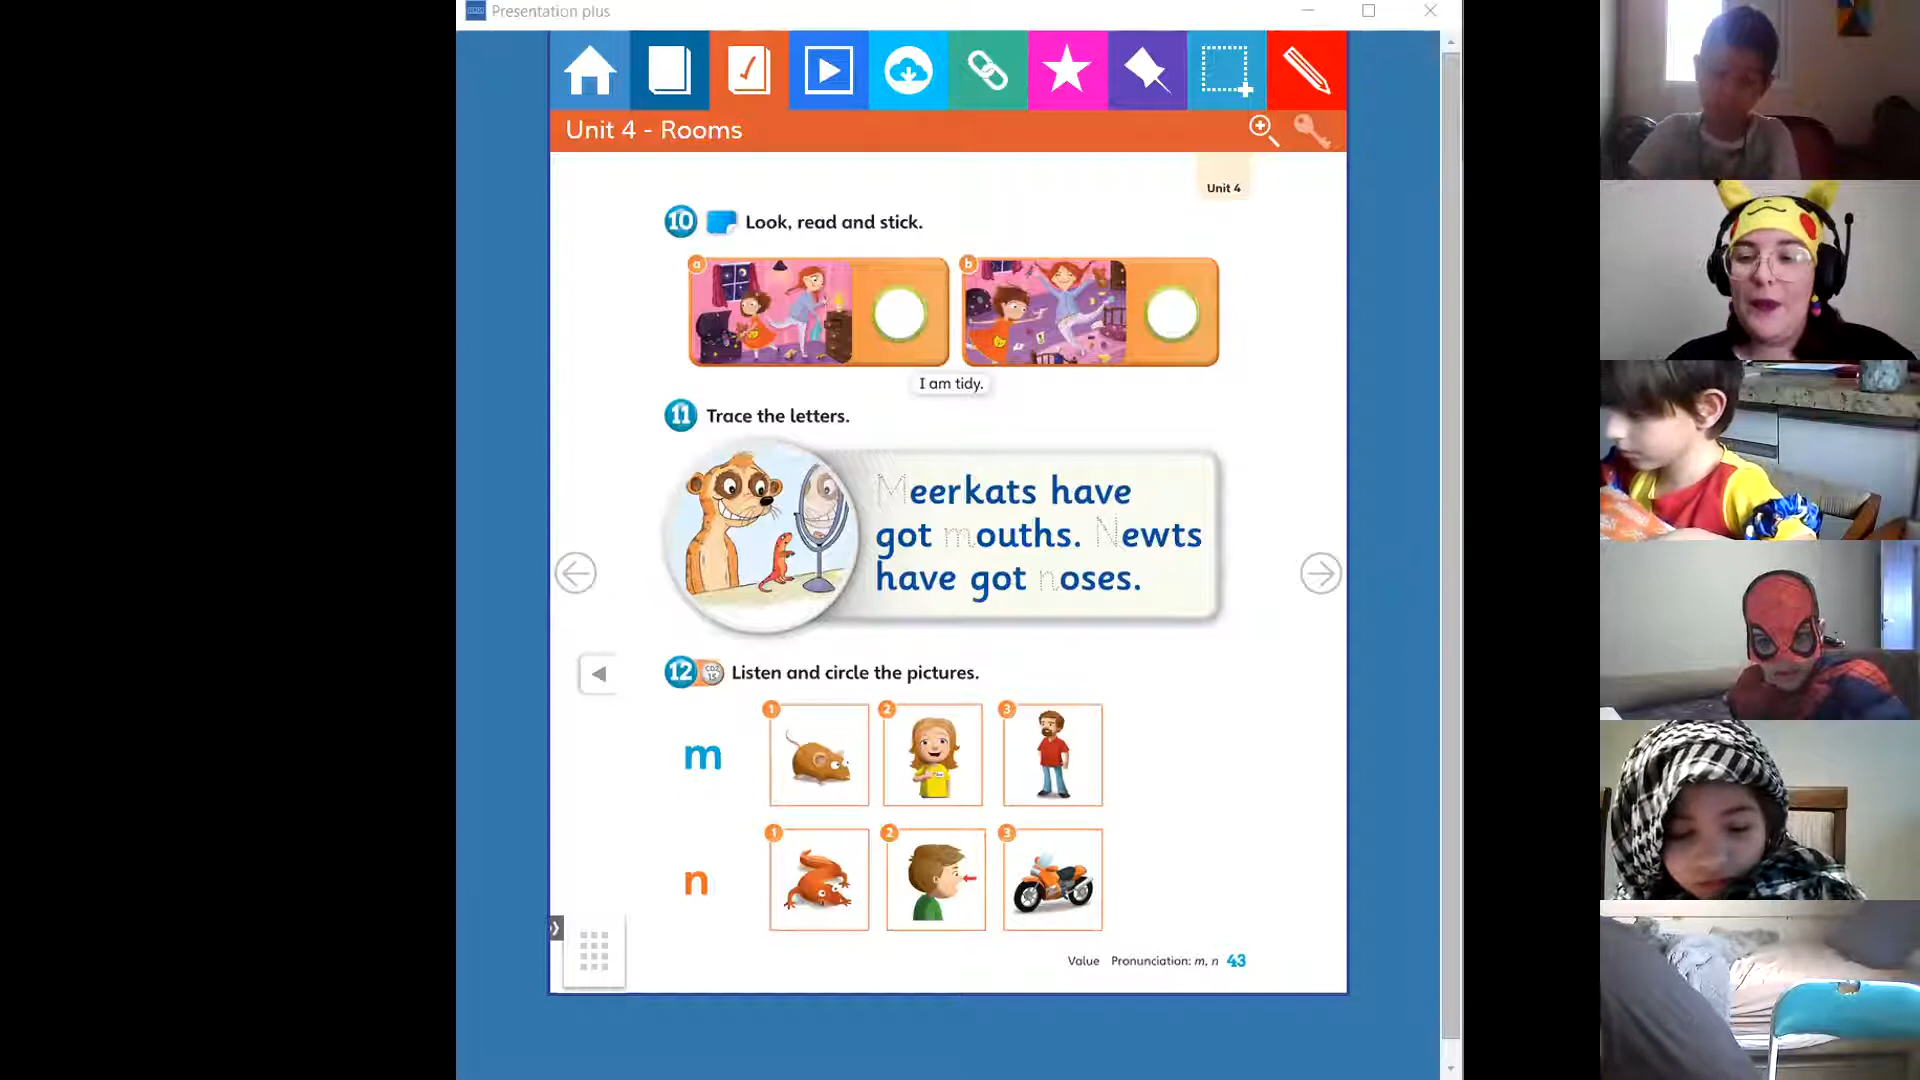 Presentation plus
Unit 4 - Rooms
Unit 4
10 Look, read and stick.
a b
I am tidy.
11 Trace the letters.
Meerkats have
got mouths. Newts
have got noses.
12 CD2 15 Listen and circle the pictures.
1 2 3
m
1 2 3
n
Value Pronunciation: m, n 43